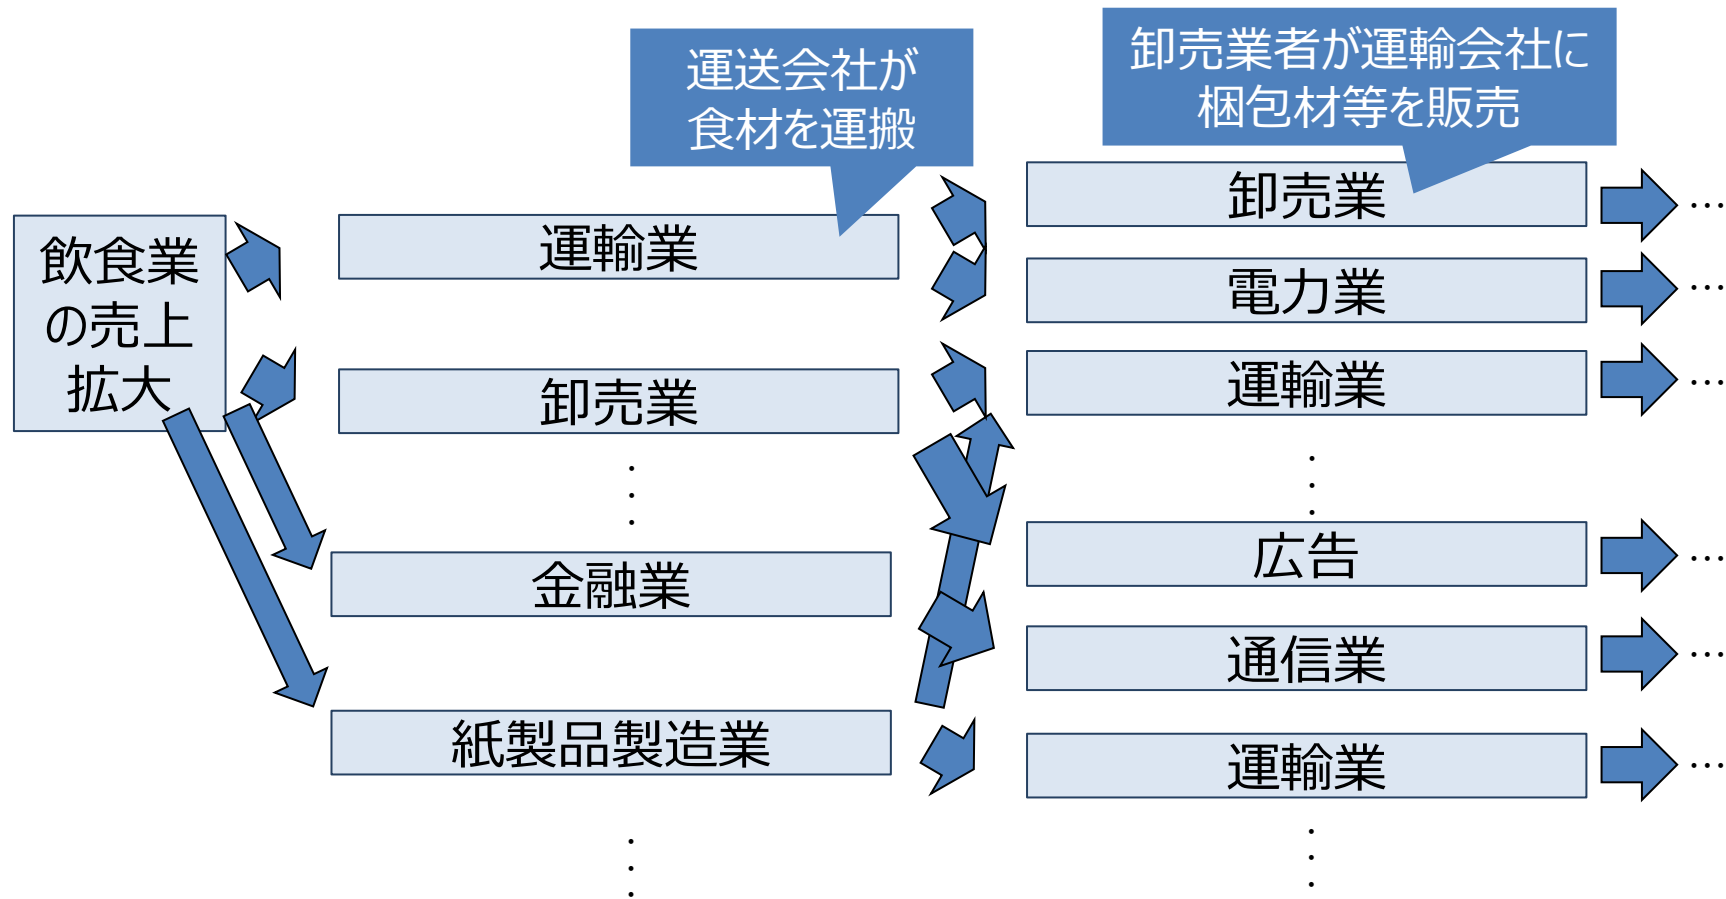 運送会社が
食材を運搬
卸売業者が運輸会社に
梱包材等を販売
飲食業
の売上
拡大
運輸業
卸売業
⋮
金融業
紙製品製造業
⋮
卸売業
…
電力業
…
運輸業
…
⋮
広告
…
通信業
…
運輸業
…
⋮